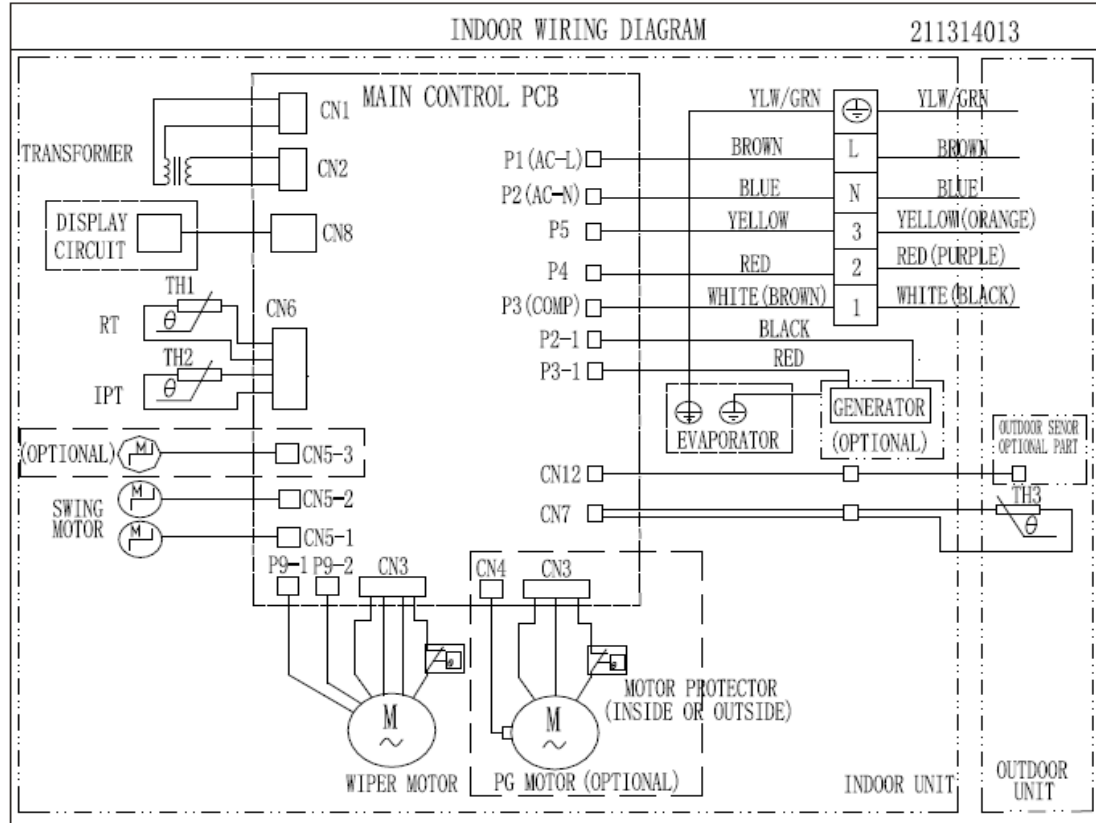 INDOOR WIRING DIAGRAM
211314013
MAIN CONTROL PCB
CN1
TRANSFORMER
CN2
DISPLAY
CIRCUIT
CN8
TH1
RT
CN6
TH2
IPT
θ
θ
(OPTIONAL)
M
CN5-3
SWING
MOTOR
M
CN5-2
M
CN5-1
P9-1
P9-2
CN3
CN4
CN3
P1(AC-L)
BROWN
L
BROWN
YLW/GRN
YLW/GRN
P2(AC-N)
BLUE
N
BLUE
P5
YELLOW
3
YELLOW(ORANGE)
P4
RED
2
RED(PURPLE)
P3(COMP)
WHITE(BROWN)
1
WHITE(BLACK)
P2-1
BLACK
P3-1
RED
EVAPORATOR
GENERATOR
(OPTIONAL)
OUTDOOR SENOR
OPTIONAL PART
CN12
CN7
TH3
θ
θ
θ
MOTOR PROTECTOR
(INSIDE OR OUTSIDE)
M
~
WIPER MOTOR
M
~
PG MOTOR(OPTIONAL)
INDOOR UNIT
OUTDOOR
UNIT